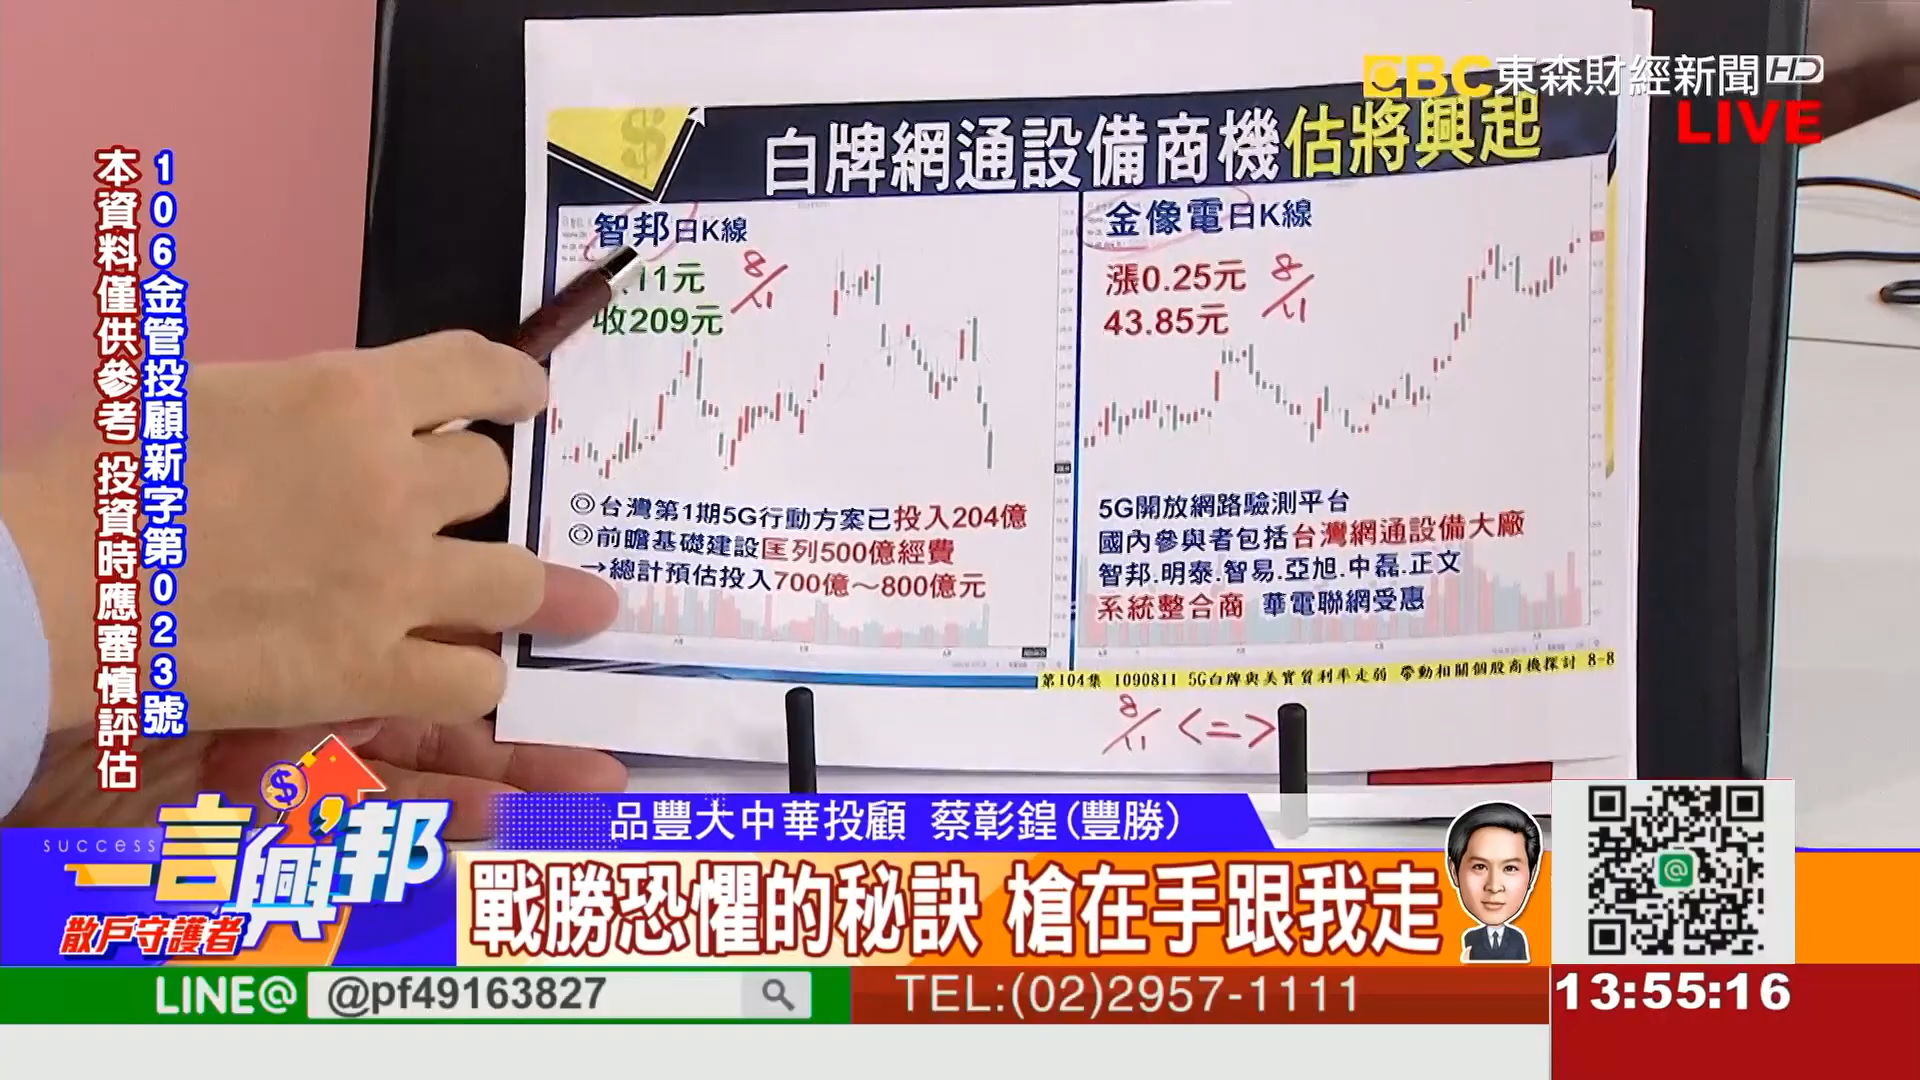 EBC東森財經新聞HD
LIVE
106金管投顧新字第023號
本資料僅供參考 投資時應審慎評估
白牌網通設備商機估將興起
智邦日K線
11元
收209元
8/11
金像電日K線
漲0.25元
43.85元
8/11
◎台灣第1期5G行動方案已投入204億
◎前瞻基礎建設匡列500億經費
→總計預估投入700億～800億元
5G開放網路驗測平台
國內參與者包括台灣網通設備大廠
智邦.明泰.智易.亞旭.中磊.正文
系統整合商 華電聯網受惠
第104集 1090811 5G白牌與美實質利率走弱 帶動相關個股商機探討 8-8
8/11 <=>
success
一言興邦
散戶守護者
品豐大中華投顧 蔡彰鍠(豐勝)
戰勝恐懼的秘訣 槍在手跟我走
LINE@ @pf49163827
TEL:(02)2957-1111
13:55:16